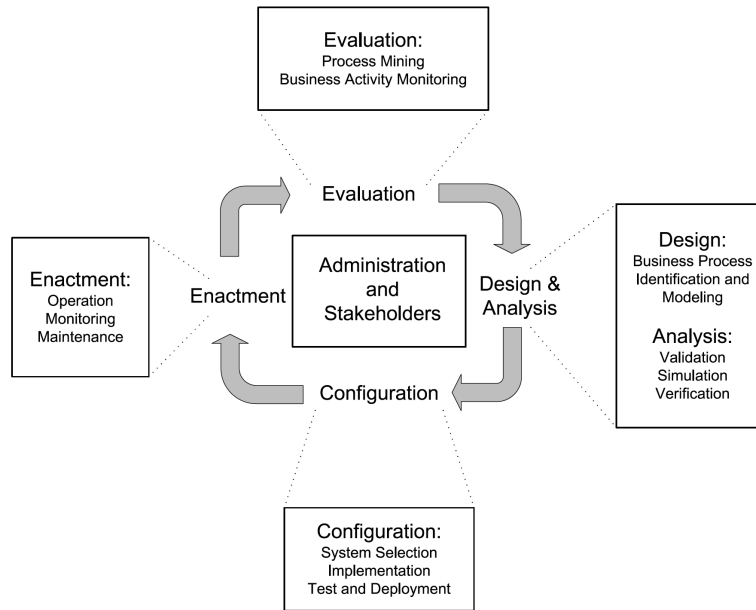 Evaluation:
Process Mining
Business Activity Monitoring
Evaluation
Enactment:
Operation
Monitoring
Maintenance
Enactment
Administration
and
Stakeholders
Design &
Analysis
Design:
Business Process
Identification and
Modeling
Analysis:
Validation
Simulation
Verification
Configuration
Configuration:
System Selection
Implementation
Test and Deployment